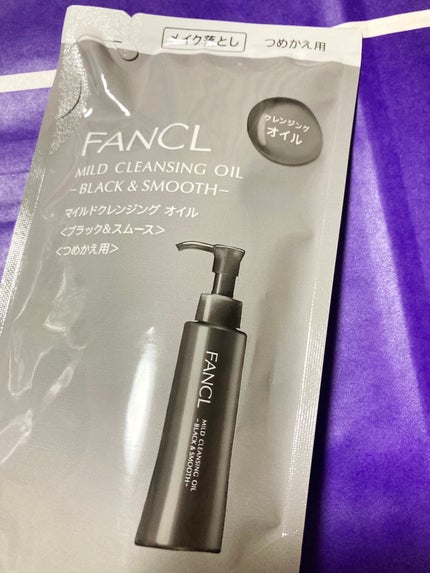 メイク落とし
つめかえ用
クレンジング
オイル
FANCL
MILD CLEANSING OIL
-BLACK & SMOOTH-
マイルドクレンジング オイル
<ブラック&スムース>
<つめかえ用>
FANCL
MILD CLEANSING OIL
-BLACK & SMOOTH-